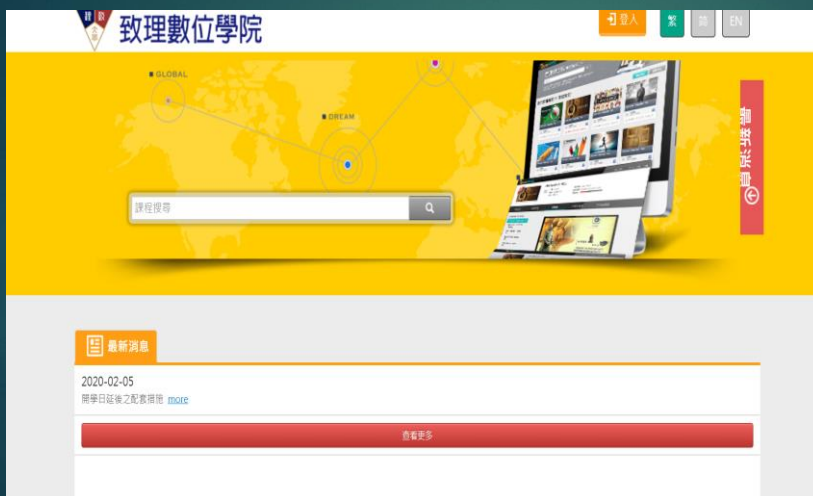 致理數位學院
登入
繁
簡
EN
GLOBAL
DREAM
課程搜尋
最新消息
2020-02-05
開學日延後之配套措施 more
查看更多